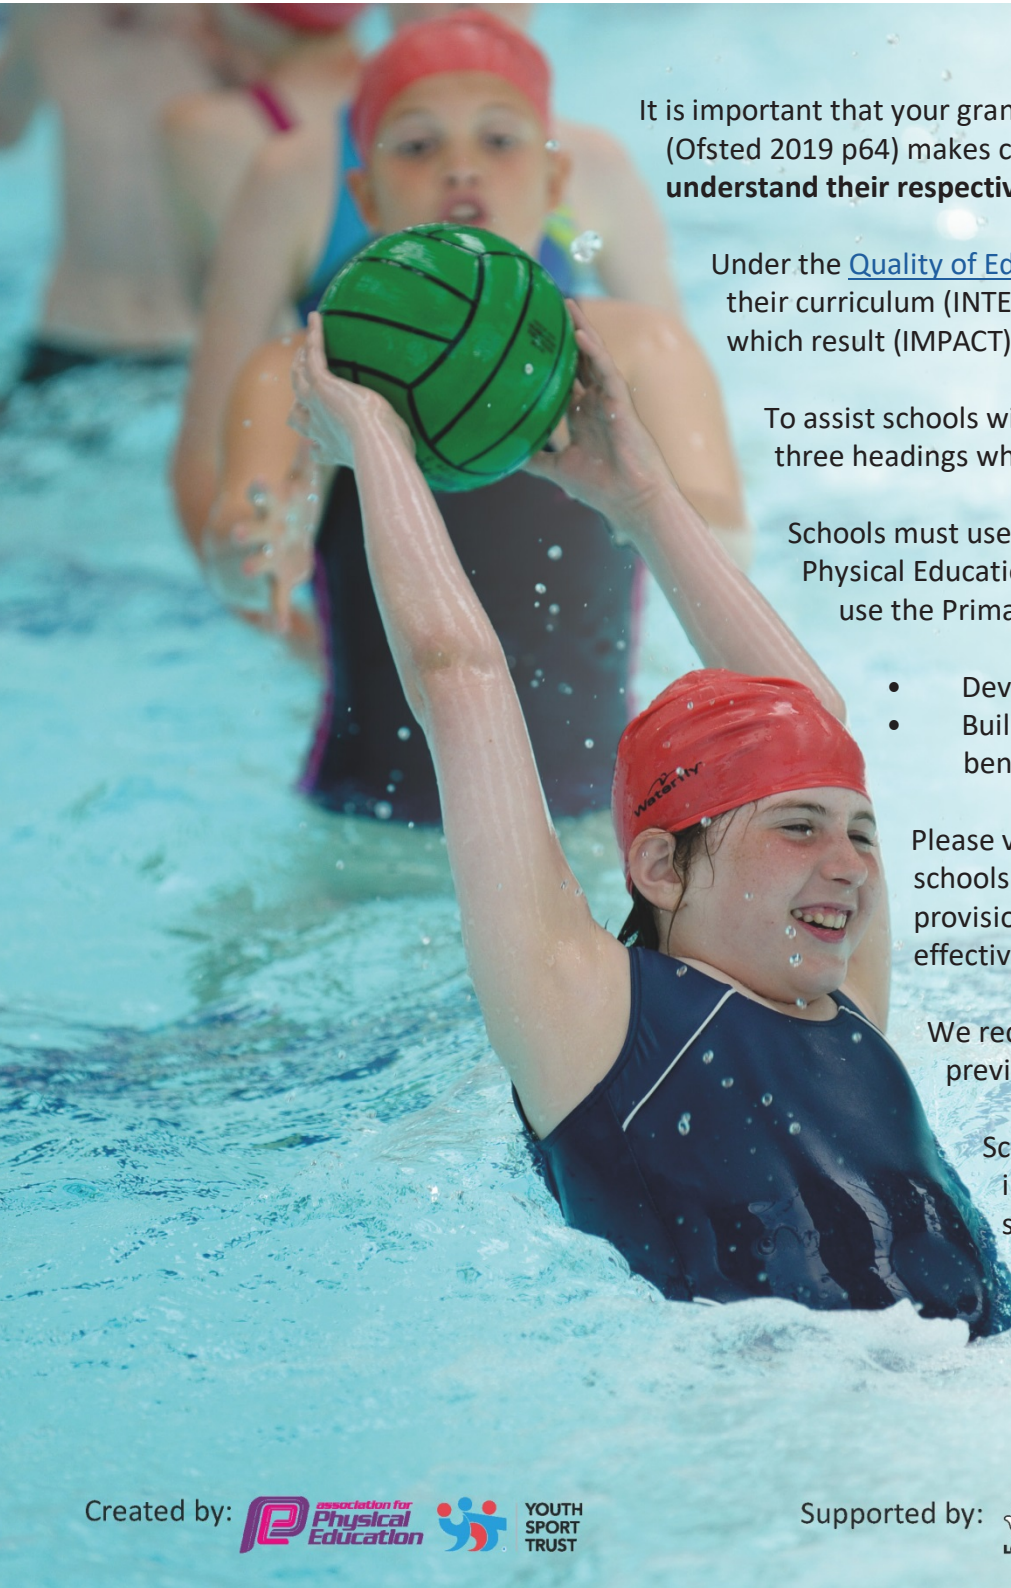 It is important that your gran
(Ofsted 2019 p64) makes c
understand their respectiv
Under the Quality of Ed
their curriculum (INTE
which result (IMPACT)
To assist schools wi
three headings wh
Schools must use
Physical Educatio
use the Prima
• Dev
• Buil
ben
Please v
schools
provisio
effectiv
We rec
previ
Sc
i
s
Waterfly
Created by:
association for
Physical
Education
YOUTH
SPORT
TRUST
Supported by: